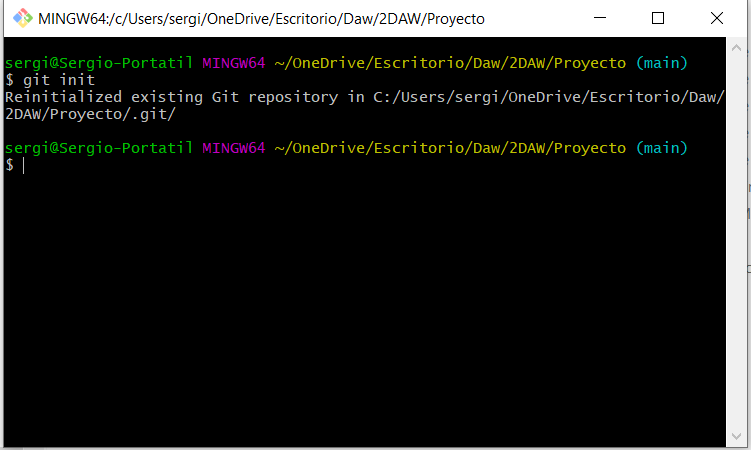 MINGW64:/c/Users/sergi/OneDrive/Escritorio/Daw/2DAW/Proyecto
sergi@Sergio-Portatil MINGW64 ~/OneDrive/Escritorio/Daw/2DAW/Proyecto (main)
$ git init
Reinitialized existing Git repository in C:/Users/sergi/OneDrive/Escritorio/Daw/
2DAW/Proyecto/.git/
sergi@Sergio-Portatil MINGW64 ~/OneDrive/Escritorio/Daw/2DAW/Proyecto (main)
$